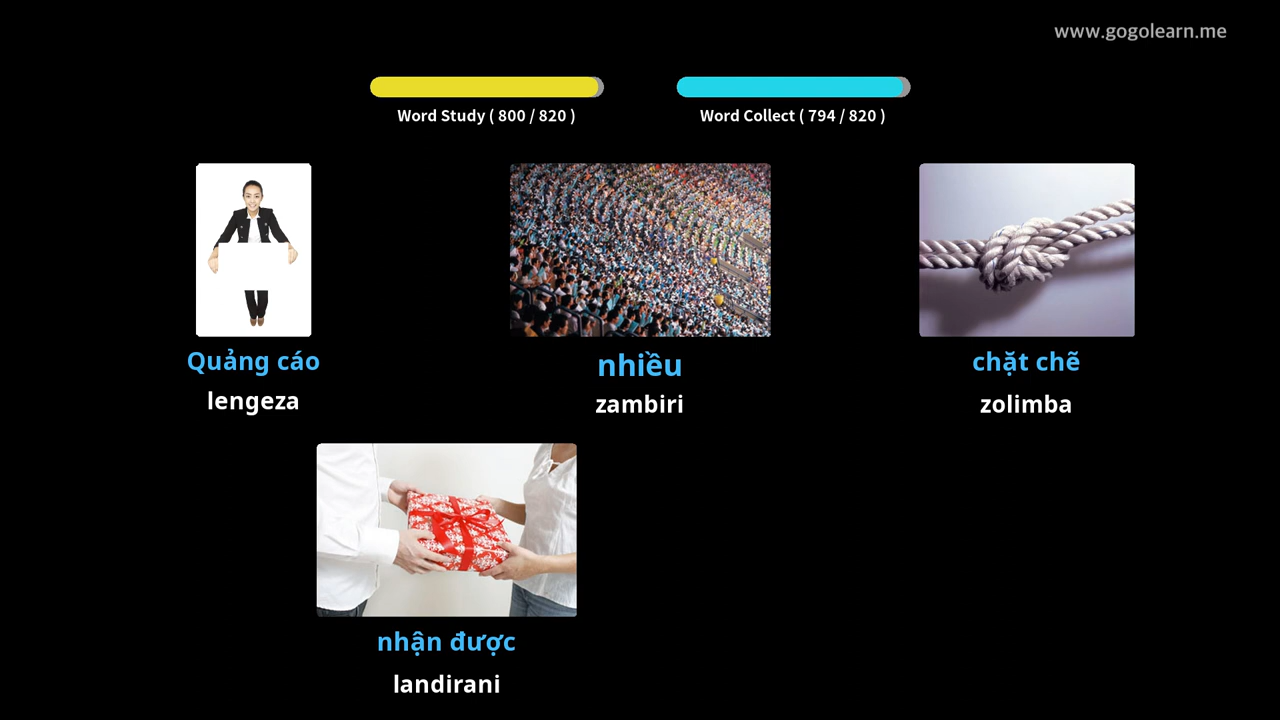 www.gogolearn.me
Word Study ( 800 / 820 )
Word Collect ( 794 / 820 )
Quảng cáo
lengeza
nhiều
zambiri
chặt chẽ
zolimba
nhận được
landirani